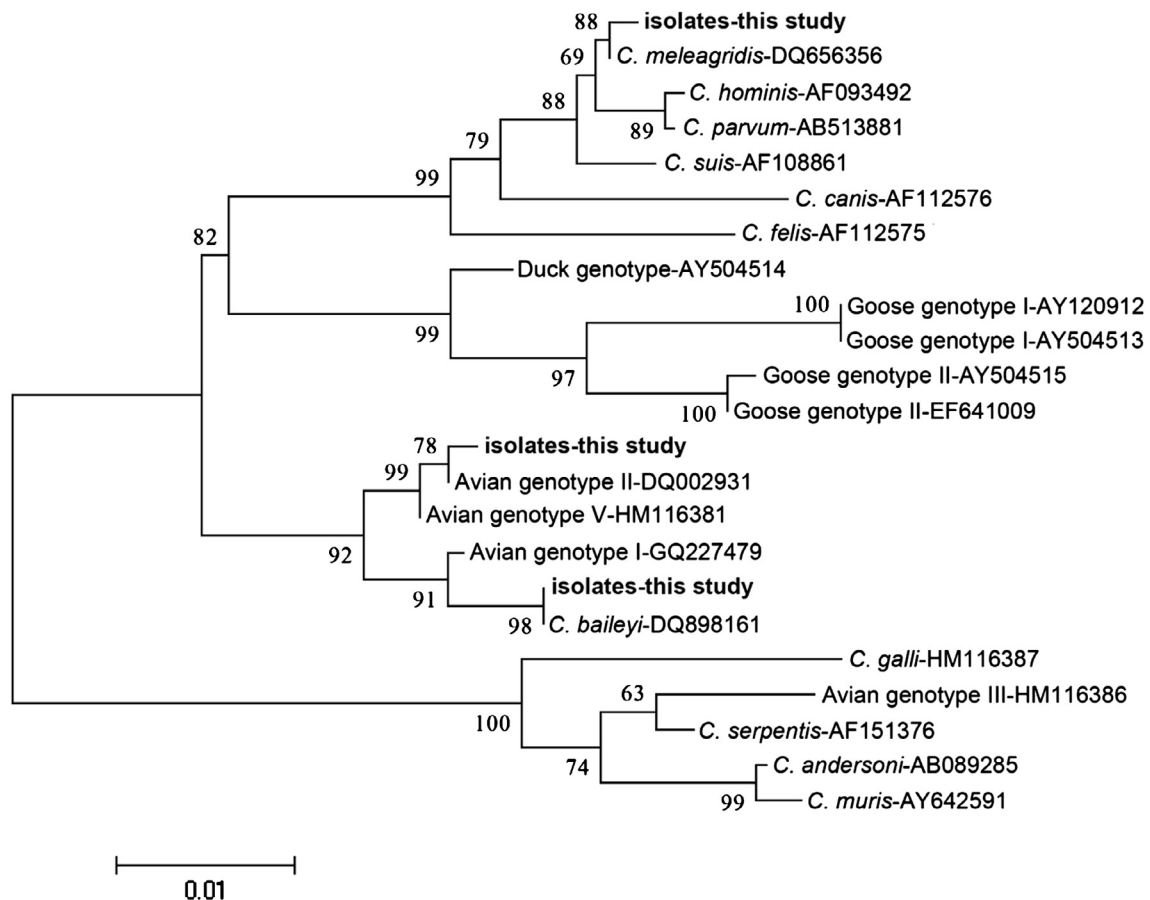 88 isolates-this study
C. meleagridis-DQ656356
69
C. hominis-AF093492
88
C. parvum-AB513881
89
79
C. suis-AF108861
99
C. canis-AF112576
C. felis-AF112575
82
Duck genotype-AY504514
100 Goose genotype I-AY120912
99
Goose genotype I-AY504513
97 Goose genotype II-AY504515
100 Goose genotype II-EF641009
78 isolates-this study
99
Avian genotype II-DQ002931
Avian genotype V-HM116381
92
Avian genotype I-GQ227479
isolates-this study
91
98 C. baileyi-DQ898161
C. galli-HM116387
63 Avian genotype III-HM116386
100
C. serpentis-AF151376
74 C. andersoni-AB089285
99 C. muris-AY642591
0.01